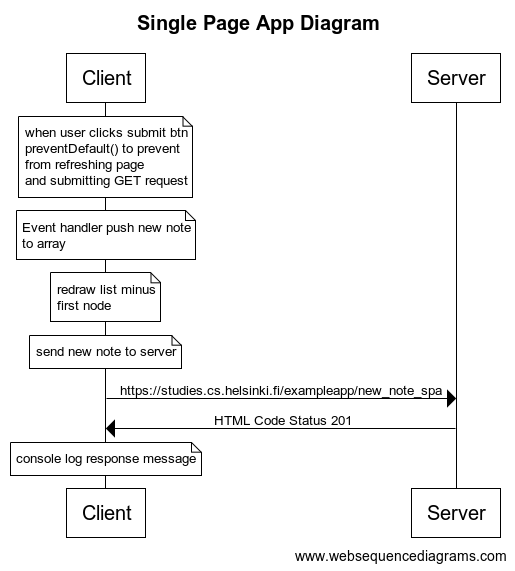 Single Page App Diagram
Client
Server
when user clicks submit btn
preventDefault() to prevent
from refreshing page
and submitting GET request
Event handler push new note
to array
redraw list minus
first node
send new note to server
https://studies.cs.helsinki.fi/exampleapp/new_note_spa
HTML Code Status 201
console log response message
Client
Server
www.websequencediagrams.com